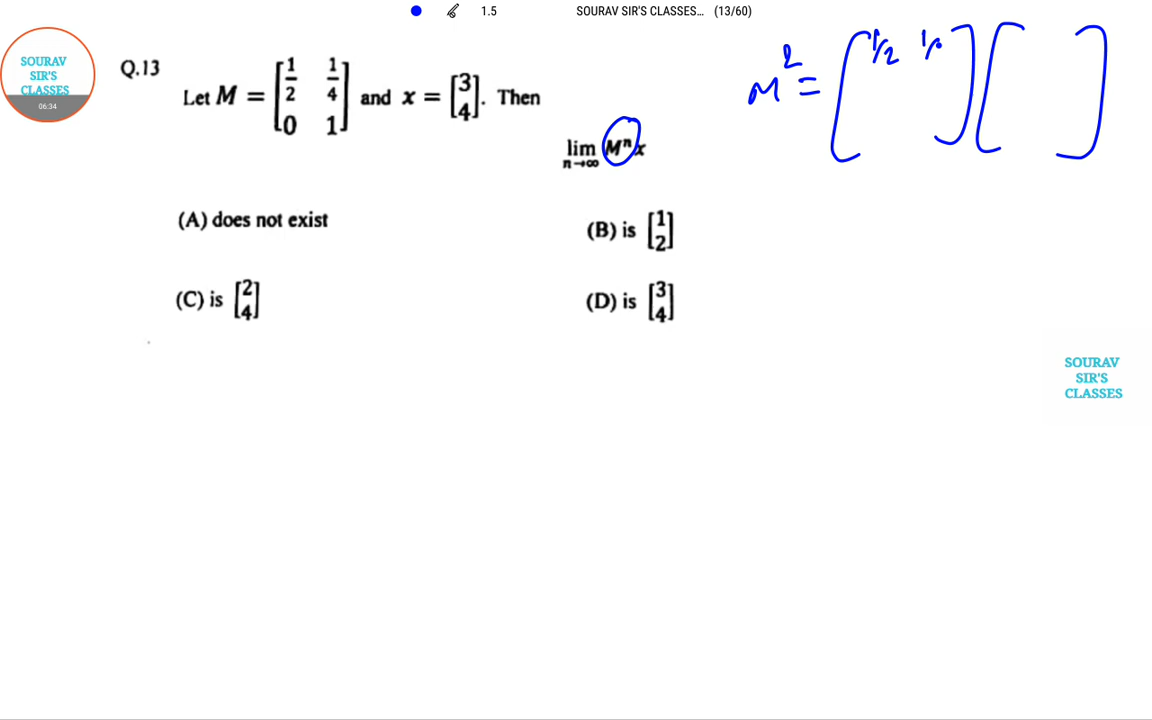 1.5 SOURAV SIR'S CLASSES... (13/60)
SOURAV
SIR'S
CLASSES
06:34
Q.13
Let M = [1/2 1/4; 0 1] and x = [3; 4]. Then
lim n→∞ Mⁿx
(A) does not exist
(B) is [1; 2]
(C) is [2; 4]
(D) is [3; 4]
M² = [1/2
SOURAV
SIR'S
CLASSES